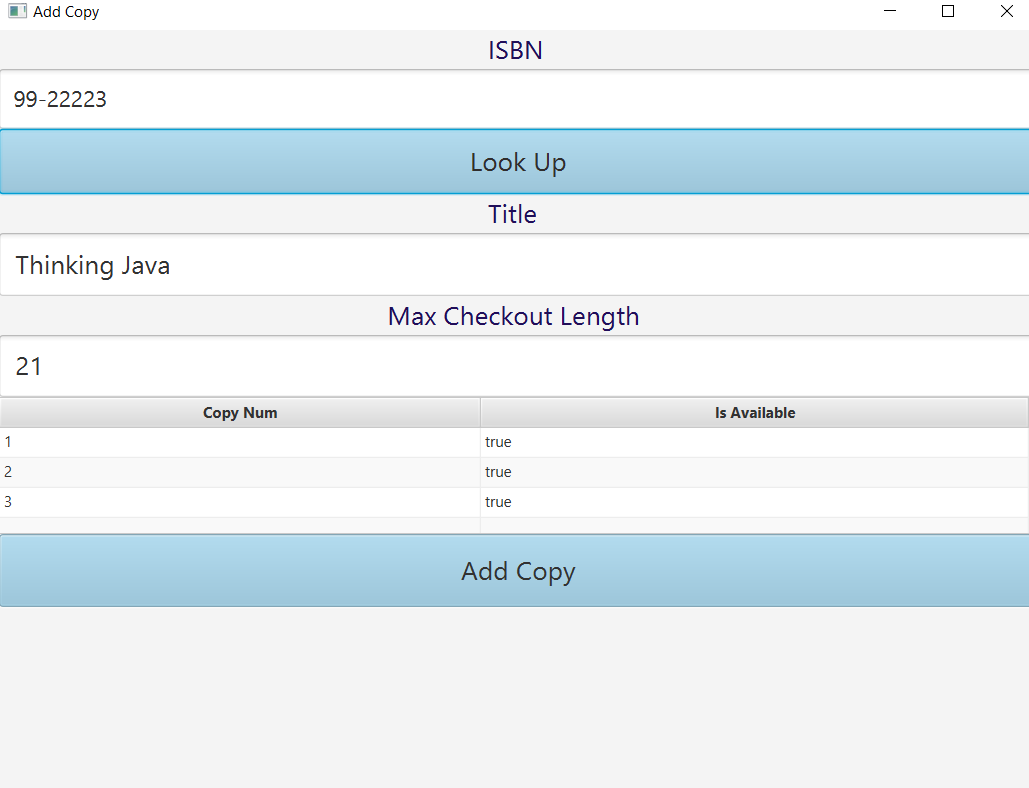 Add Copy
ISBN
99-22223
Look Up
Title
Thinking Java
Max Checkout Length
21
Copy Num Is Available
1 true
2 true
3 true
Add Copy